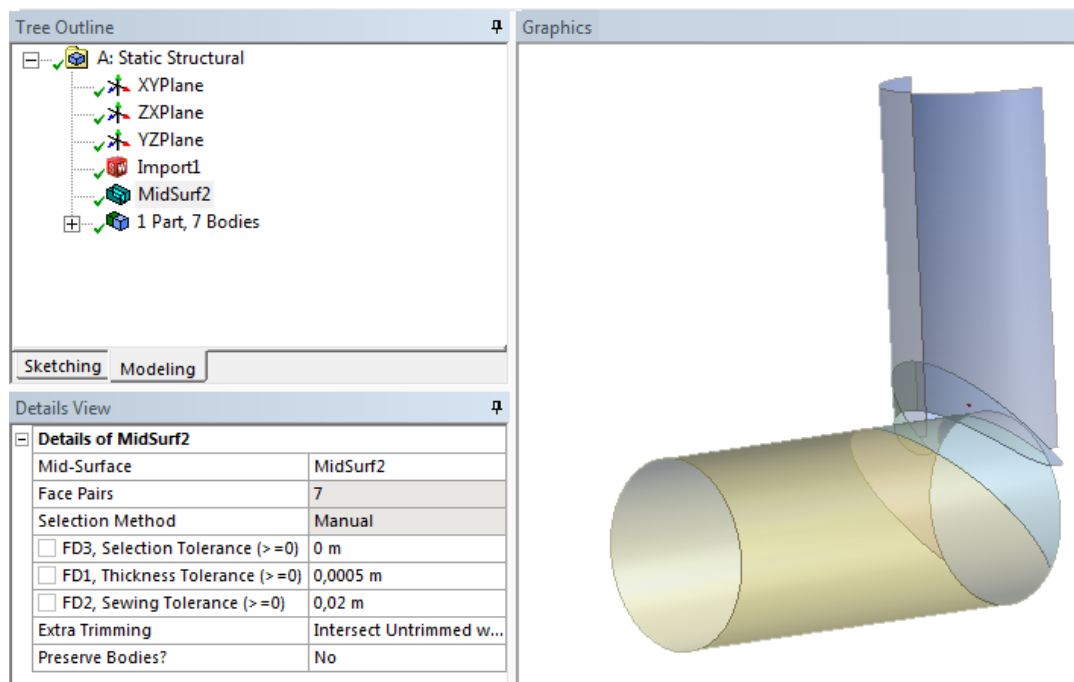 Tree Outline
A: Static Structural
XYPlane
ZXPlane
YZPlane
Import1
MidSurf2
1 Part, 7 Bodies
Sketching Modeling
Details View
Details of MidSurf2
Mid-Surface MidSurf2
Face Pairs 7
Selection Method Manual
FD3, Selection Tolerance (>=0) 0 m
FD1, Thickness Tolerance (>=0) 0,0005 m
FD2, Sewing Tolerance (>=0) 0,02 m
Extra Trimming Intersect Untrimmed w...
Preserve Bodies? No
Graphics